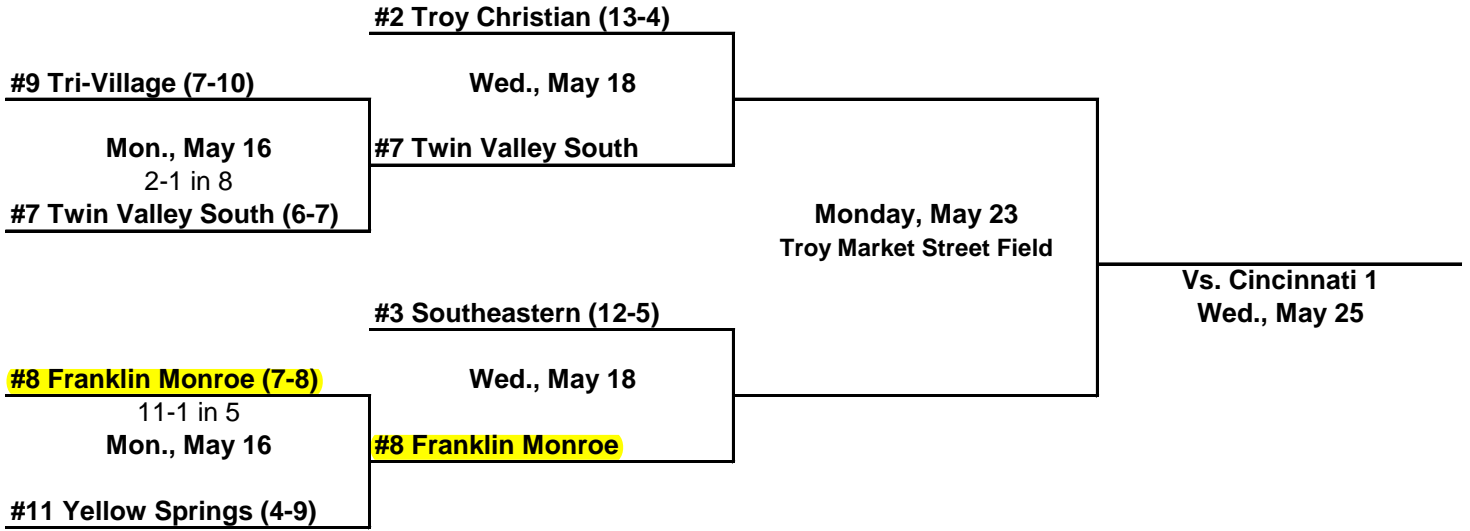 #2 Troy Christian (13-4)
#9 Tri-Village (7-10)
Wed., May 18
Mon., May 16
#7 Twin Valley South
2-1 in 8
#7 Twin Valley South (6-7)
Monday, May 23
Troy Market Street Field
Vs. Cincinnati 1
Wed., May 25
#3 Southeastern (12-5)
#8 Franklin Monroe (7-8)
Wed., May 18
11-1 in 5
Mon., May 16
#8 Franklin Monroe
#11 Yellow Springs (4-9)